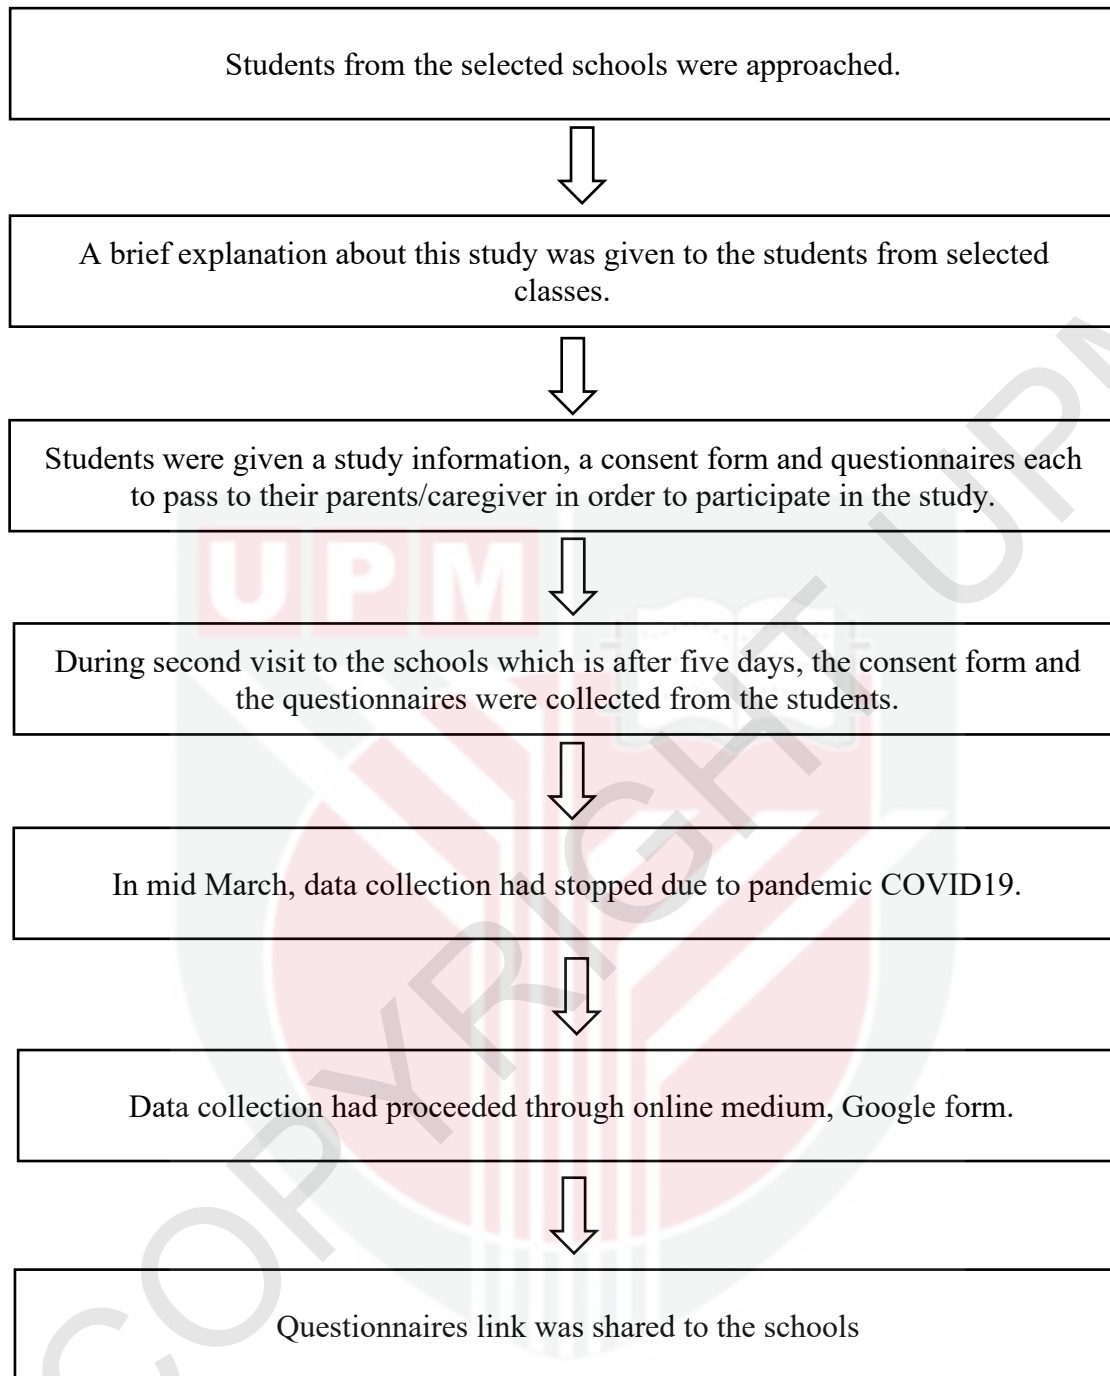 Students from the selected schools were approached.
A brief explanation about this study was given to the students from selected
classes.
Students were given a study information, a consent form and questionnaires each
to pass to their parents/caregiver in order to participate in the study.
UPM
During second visit to the schools which is after five days, the consent form and
the questionnaires were collected from the students.
In mid March, data collection had stopped due to pandemic COVID19.
Data collection had proceeded through online medium, Google form.
Questionnaires link was shared to the schools
COPYRIGHT UPM